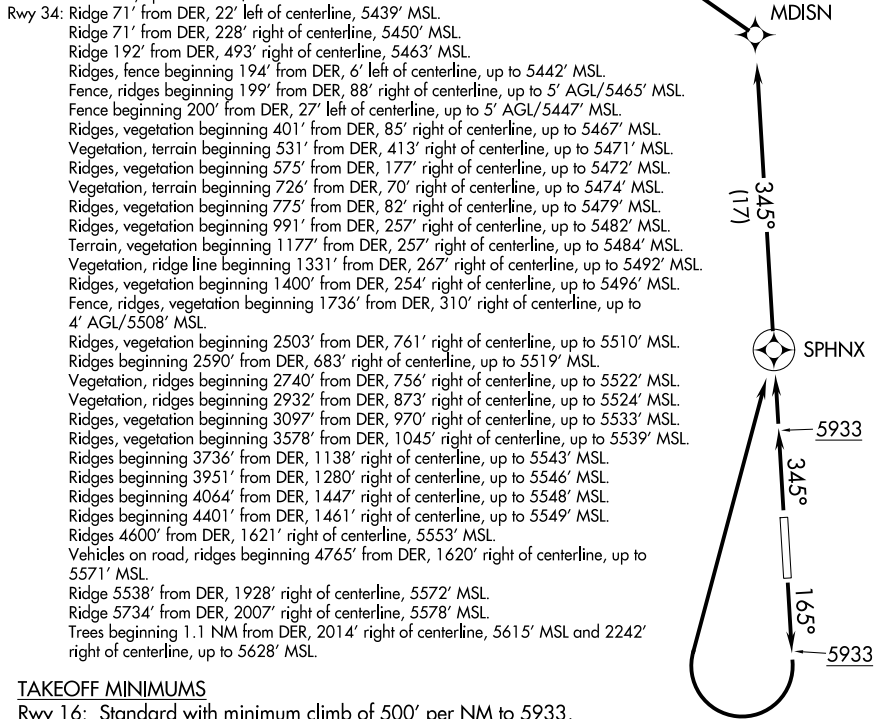 Rwy 34: Ridge 71' from DER, 22' left of centerline, 5439' MSL.
Ridge 71' from DER, 228' right of centerline, 5450' MSL.
Ridge 192' from DER, 493' right of centerline, 5463' MSL.
Ridges, fence beginning 194' from DER, 6' left of centerline, up to 5442' MSL.
Fence, ridges beginning 199' from DER, 88' right of centerline, up to 5' AGL/5465' MSL.
Fence beginning 200' from DER, 27' left of centerline, up to 5' AGL/5447' MSL.
Ridges, vegetation beginning 401' from DER, 85' right of centerline, up to 5467' MSL.
Vegetation, terrain beginning 531' from DER, 413' right of centerline, up to 5471' MSL.
Ridges, vegetation beginning 575' from DER, 177' right of centerline, up to 5472' MSL.
Vegetation, terrain beginning 726' from DER, 70' right of centerline, up to 5474' MSL.
Ridges, vegetation beginning 775' from DER, 82' right of centerline, up to 5479' MSL.
Ridges, vegetation beginning 991' from DER, 257' right of centerline, up to 5482' MSL.
Terrain, vegetation beginning 1177' from DER, 257' right of centerline, up to 5484' MSL.
Vegetation, ridge line beginning 1331' from DER, 267' right of centerline, up to 5492' MSL.
Ridges, vegetation beginning 1400' from DER, 254' right of centerline, up to 5496' MSL.
Fence, ridges, vegetation beginning 1736' from DER, 310' right of centerline, up to
4' AGL/5508' MSL.
Ridges, vegetation beginning 2503' from DER, 761' right of centerline, up to 5510' MSL.
Ridges beginning 2590' from DER, 683' right of centerline, up to 5519' MSL.
Vegetation, ridges beginning 2740' from DER, 756' right of centerline, up to 5522' MSL.
Vegetation, ridges beginning 2932' from DER, 873' right of centerline, up to 5524' MSL.
Ridges, vegetation beginning 3097' from DER, 970' right of centerline, up to 5533' MSL.
Ridges, vegetation beginning 3578' from DER, 1045' right of centerline, up to 5539' MSL.
Ridges beginning 3736' from DER, 1138' right of centerline, up to 5543' MSL.
Ridges beginning 3951' from DER, 1280' right of centerline, up to 5546' MSL.
Ridges beginning 4064' from DER, 1447' right of centerline, up to 5548' MSL.
Ridges beginning 4401' from DER, 1461' right of centerline, up to 5549' MSL.
Ridges 4600' from DER, 1621' right of centerline, 5553' MSL.
Vehicles on road, ridges beginning 4765' from DER, 1620' right of centerline, up to
5571' MSL.
Ridge 5538' from DER, 1928' right of centerline, 5572' MSL.
Ridge 5734' from DER, 2007' right of centerline, 5578' MSL.
Trees beginning 1.1 NM from DER, 2014' right of centerline, 5615' MSL and 2242'
right of centerline, up to 5628' MSL.
TAKEOFF MINIMUMS
Rwy 16: Standard with minimum climb of 500' per NM to 5933.
MDISN
345°
(17)
SPHNX
5933
345°
165°
5933